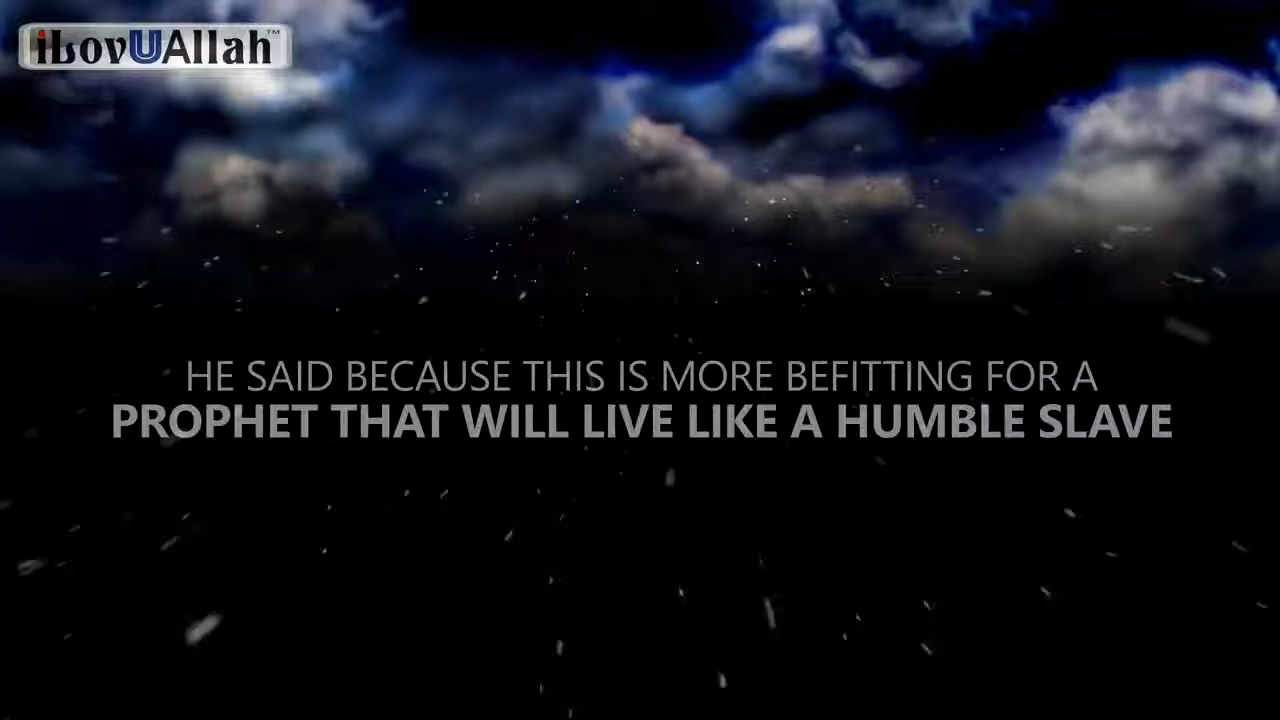 iLovUAllah™
HE SAID BECAUSE THIS IS MORE BEFITTING FOR A
PROPHET THAT WILL LIVE LIKE A HUMBLE SLAVE